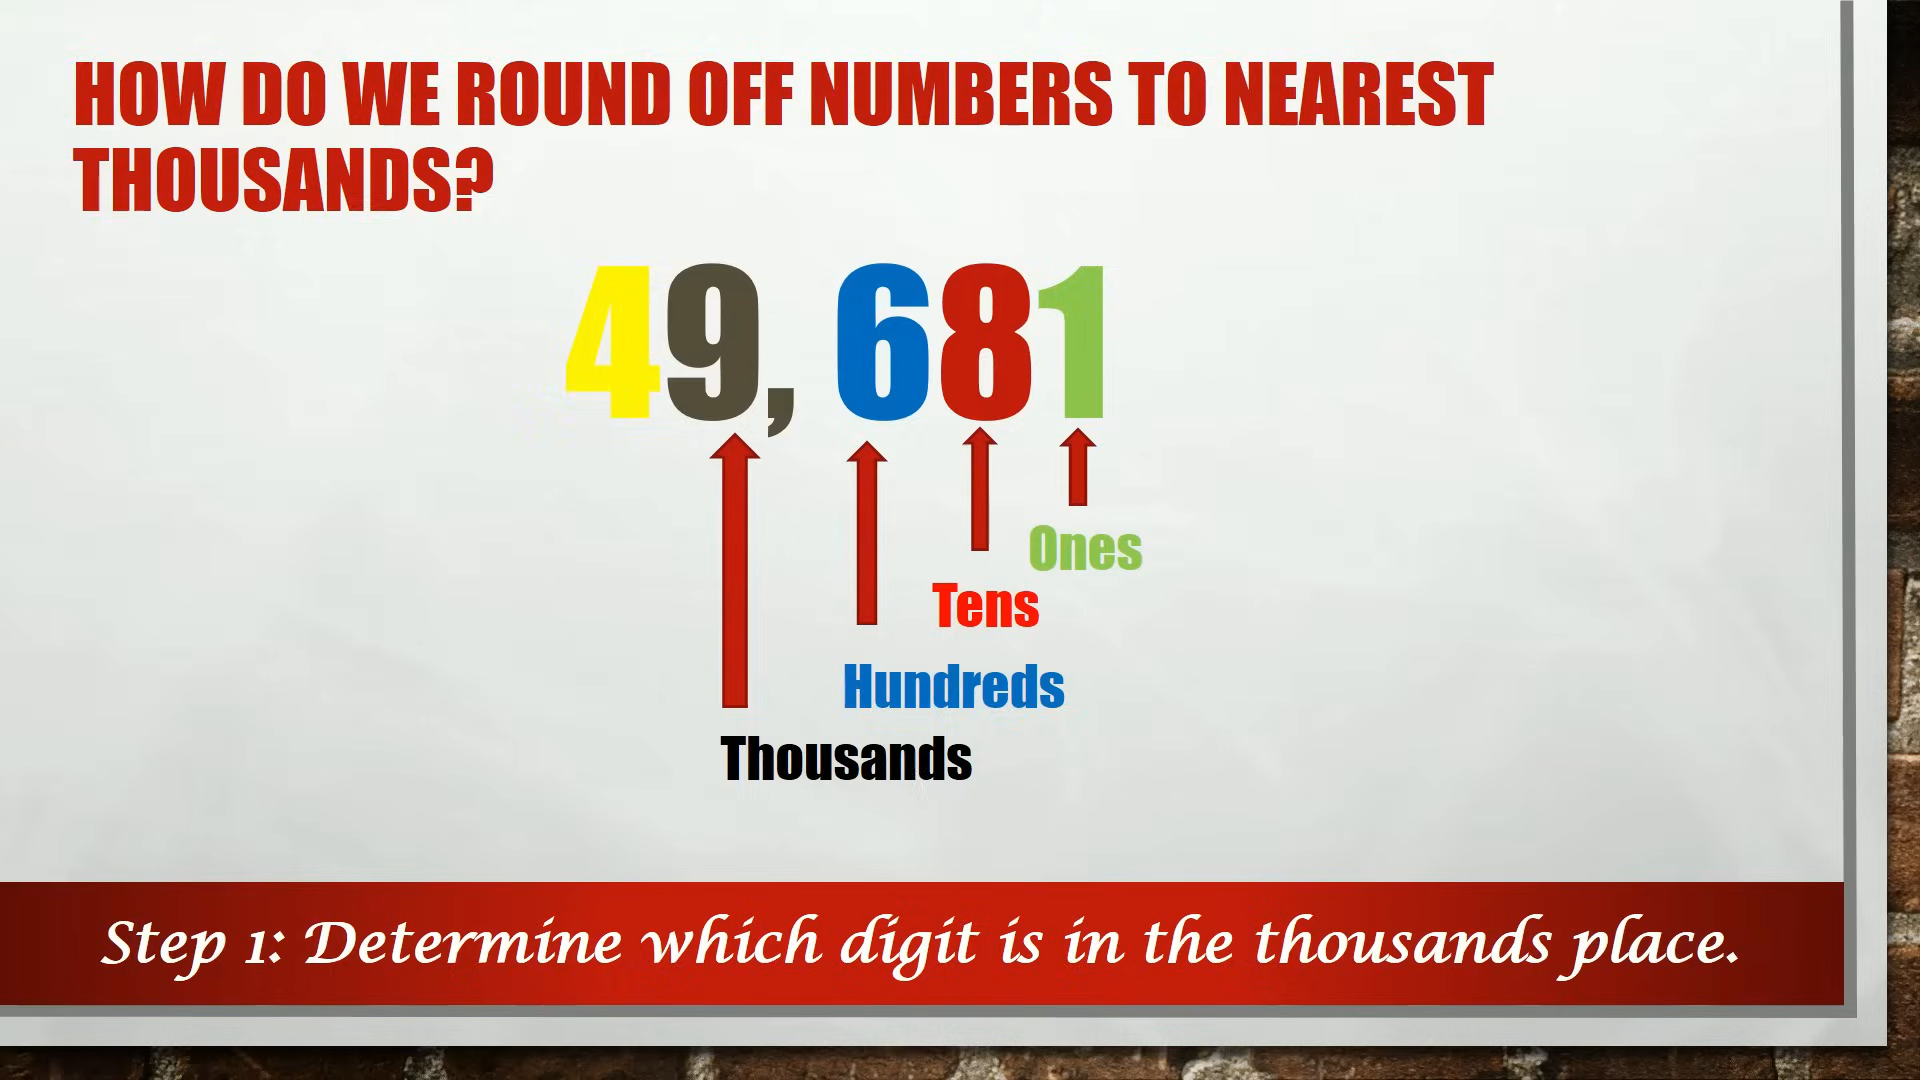 HOW DO WE ROUND OFF NUMBERS TO NEAREST
THOUSANDS?
49, 681
Ones
Tens
Hundreds
Thousands
Step 1: Determine which digit is in the thousands place.